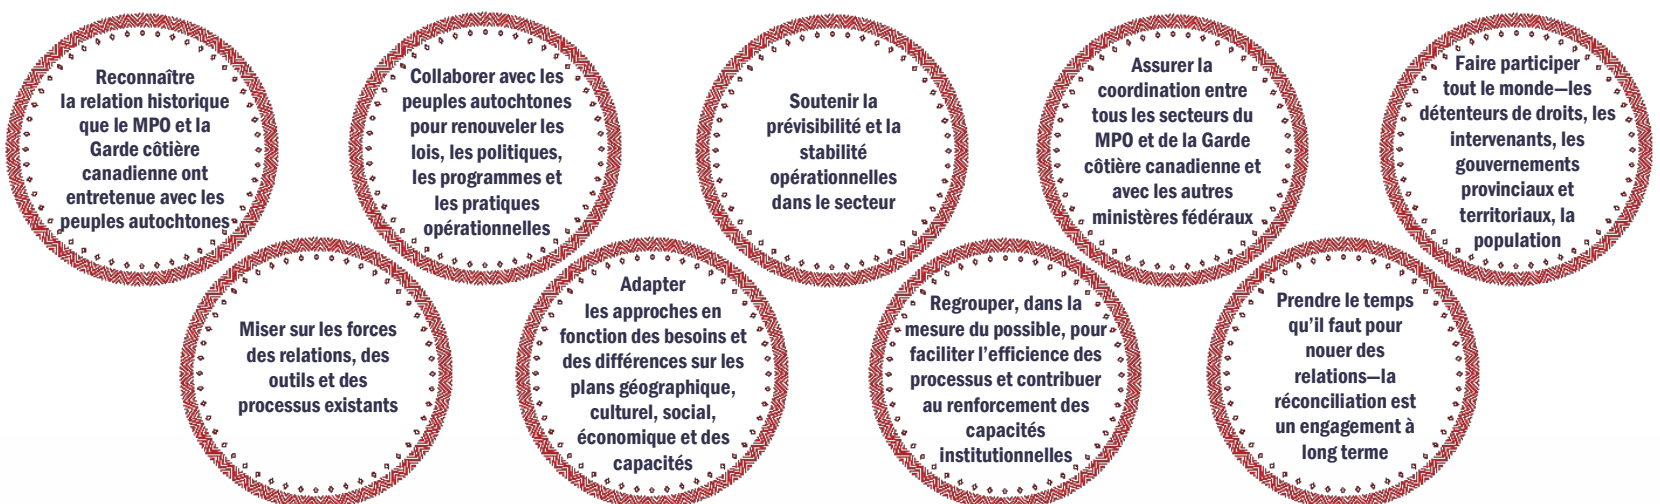 Reconnaître
la relation historique
que le MPO et la
Garde côtière
canadienne ont
entretenue avec les
peuples autochtones
Collaborer avec les
peuples autochtones
pour renouveler les
lois, les politiques,
les programmes et
les pratiques
opérationnelles
Soutenir la
prévisibilité et la
stabilité
opérationnelles
dans le secteur
Assurer la
coordination entre
tous les secteurs du
MPO et de la Garde
côtière canadienne et
avec les autres
ministères fédéraux
Faire participer
tout le monde—les
détenteurs de droits, les
intervenants, les
gouvernements
provinciaux et
territoriaux, la
population
Miser sur les forces
des relations, des
outils et des
processus existants
Adapter
les approches en
fonction des besoins et
des différences sur les
plans géographique,
culturel, social,
économique et des
capacités
Regrouper, dans la
mesure du possible, pour
faciliter l'efficience des
processus et contribuer
au renforcement des
capacités
institutionnelles
Prendre le temps
qu'il faut pour
nouer des
relations—la
réconciliation est
un engagement à
long terme